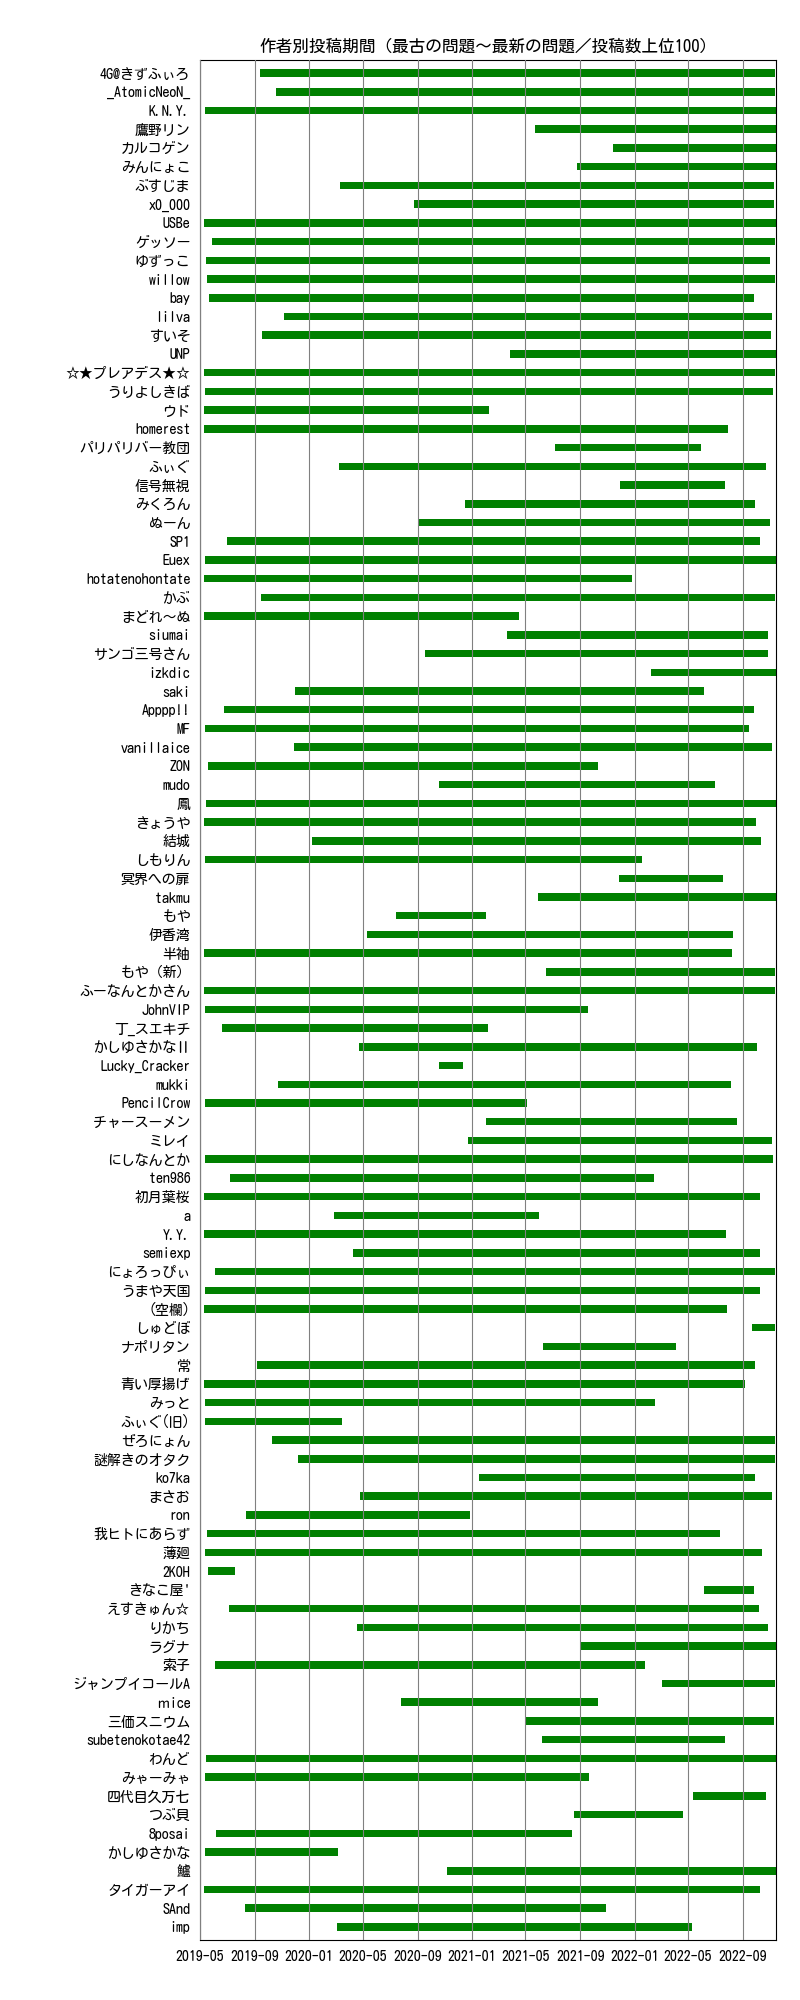 作者別投稿期間（最古の問題～最新の問題／投稿数上位100）
4G@きずふぃろ
_AtomicNeoN_
K.N.Y.
鷹野リン
カルコゲン
みんにょこ
ぶすじま
x0_000
USBe
ゲッソー
ゆずっこ
willow
bay
lilva
すいそ
UNP
☆★プレアデス★☆
うりよしきば
ウド
homerest
パリパリバー教団
ふぃぐ
信号無視
みくろん
ぬーん
SP1
Euex
hotatenohontate
かぶ
まどれ～ぬ
siumai
サンゴ三号さん
izkdic
saki
Appppl!
MF
vanillaice
ZON
mudo
鳳
きょうや
結城
しもりん
冥界への扉
takmu
もや
伊香湾
半袖
もや（新）
ふーなんとかさん
JohnVIP
丁_スエキチ
かしゆさかなII
Lucky_Cracker
mukki
PencilCrow
チャースーメン
ミレイ
にしなんとか
ten986
初月葉桜
a
Y.Y.
semiexp
にょろっぴぃ
うまや天国
(空欄)
しゅどぼ
ナポリタン
常
青い厚揚げ
みっと
ふぃぐ(旧)
ぜろにょん
謎解きのオタク
ko7ka
まさお
ron
我ヒトにあらず
薄廻
2KOH
きなこ屋'
えすきゅん☆
りかち
ラグナ
索子
ジャンプイコールA
mice
三価スニウム
subetenokotae42
わんど
みゃーみゃ
四代目久万七
つぶ貝
8posai
かしゆさかな
鱸
タイガーアイ
SAnd
imp
2019-05 2019-09 2020-01 2020-05 2020-09 2021-01 2021-05 2021-09 2022-01 2022-05 2022-09